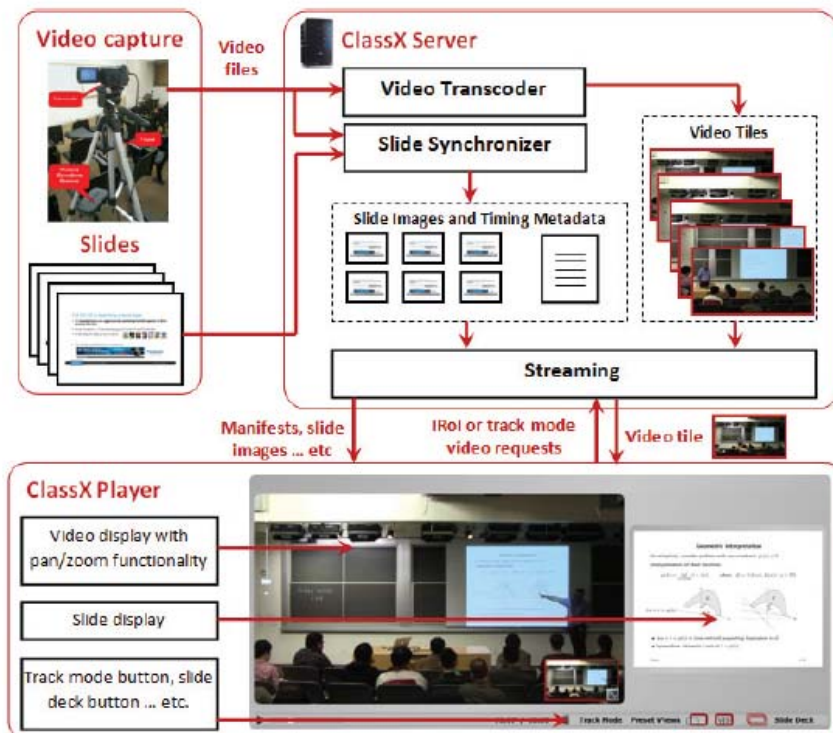 Video capture
Video files
ClassX Server
Video Transcoder
Slide Synchronizer
Video Tiles
Slide Images and Timing Metadata
Slides
Streaming
Manifests, slide
images ... etc
IRoI or track mode
video requests
Video tile
ClassX Player
Video display with
pan/zoom functionality
Slide display
Track mode button, slide
deck button ... etc.
Geometric interpretation
Track Mode
Preset Views
Slide Deck